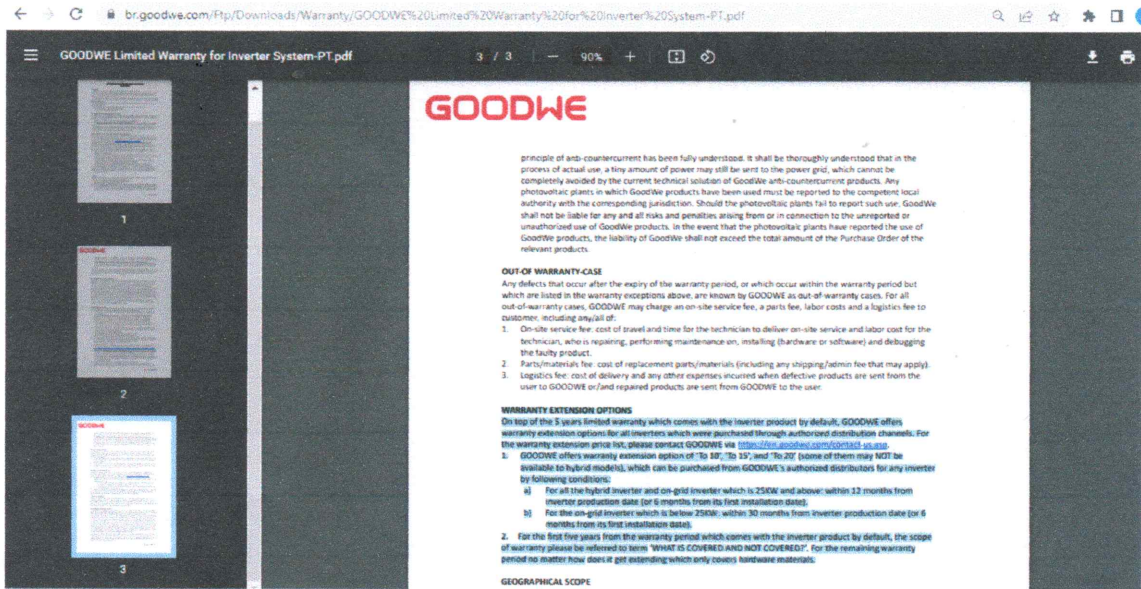 br.goodwe.com/Ftp/Downloads/Warranty/GOODWE%20Limited%20Warranty%20for%20Inverter%20System-PT.pdf
GOODWE Limited Warranty for Inverter System-PT.pdf
3 / 3
90%
GOODWE
principle of anti-countercurrent has been fully understood. It shall be thoroughly understood that in the
process of actual use, a tiny amount of power may still be sent to the power grid, which cannot be
completely avoided by the current technical solution of GoodWe anti-countercurrent products. Any
photovoltaic plants in which GoodWe products have been used must be reported to the competent local
authority with the corresponding jurisdiction. Should the photovoltaic plants fail to report such use, GoodWe
shall not be liable for any and all risks and penalties arising from or in connection to the unreported or
unauthorized use of GoodWe products. In the event that the photovoltaic plants have reported the use of
GoodWe products, the liability of GoodWe shall not exceed the total amount of the Purchase Order of the
relevant products.
OUT-OF WARRANTY-CASE
Any defects that occur after the expiry of the warranty period, or which occur within the warranty period but
which are listed in the warranty exceptions above, are known by GOODWE as out-of-warranty cases. For all
out-of-warranty cases, GOODWE may charge an on-site service fee, a parts fee, labor costs and a logistics fee to
customer, including any/all of:
1. On-site service fee: cost of travel and time for the technician to deliver on-site service and labor cost for the
technician, who is repairing, performing maintenance on, installing (hardware or software) and debugging
the faulty product.
2. Parts/materials fee: cost of replacement parts/materials (including any shipping/admin fee that may apply).
3. Logistics fee: cost of delivery and any other expenses incurred when defective products are sent from the
user to GOODWE or/and repaired products are sent from GOODWE to the user.
WARRANTY EXTENSION OPTIONS
On top of the 5 years limited warranty which comes with the inverter product by default, GOODWE offers
warranty extension options for all inverters which were purchased through authorized distribution channels. For
the warranty extension price list, please contact GOODWE via https://en.goodwe.com/contact-us.asp.
1. GOODWE offers warranty extension option of 'To 10', 'To 15', and 'To 20' (some of them may NOT be
available to hybrid models), which can be purchased from GOODWE's authorized distributors for any inverter
by following conditions:
a) For all the hybrid inverter and on-grid inverter which is 25KW and above: within 12 months from
inverter production date (or 6 months from its first installation date).
b) For the on-grid inverter which is below 25KW: within 30 months from inverter production date (or 6
months from its first installation date).
2. For the first five years from the warranty period which comes with the inverter product by default, the scope
of warranty please be referred to term 'WHAT IS COVERED AND NOT COVERED?'. For the remaining warranty
period no matter how does it get extending which only covers hardware materials.
GEOGRAPHICAL SCOPE
1
GOODWE
2
GOODWE
3